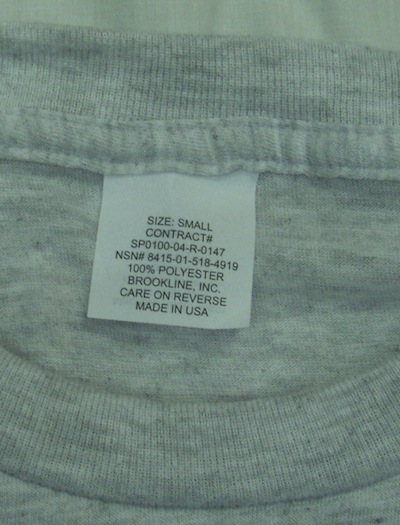 SIZE: SMALL
CONTRACT#
SP0100-04-R-0147
NSN# 8415-01-518-4919
100% POLYESTER
BROOKLINE, INC.
CARE ON REVERSE
MADE IN USA